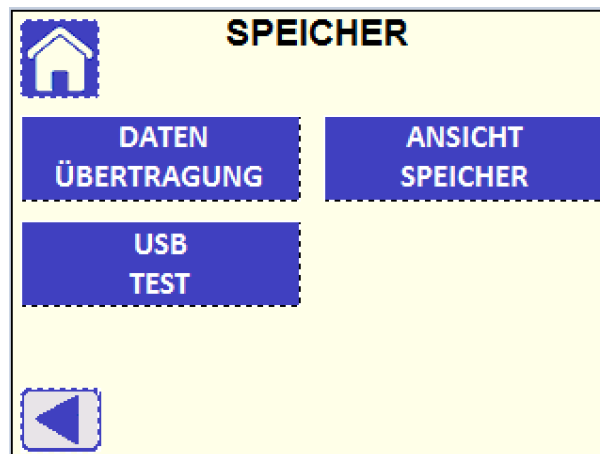 SPEICHER
DATEN
ÜBERTRAGUNG
ANSICHT
SPEICHER
USB
TEST